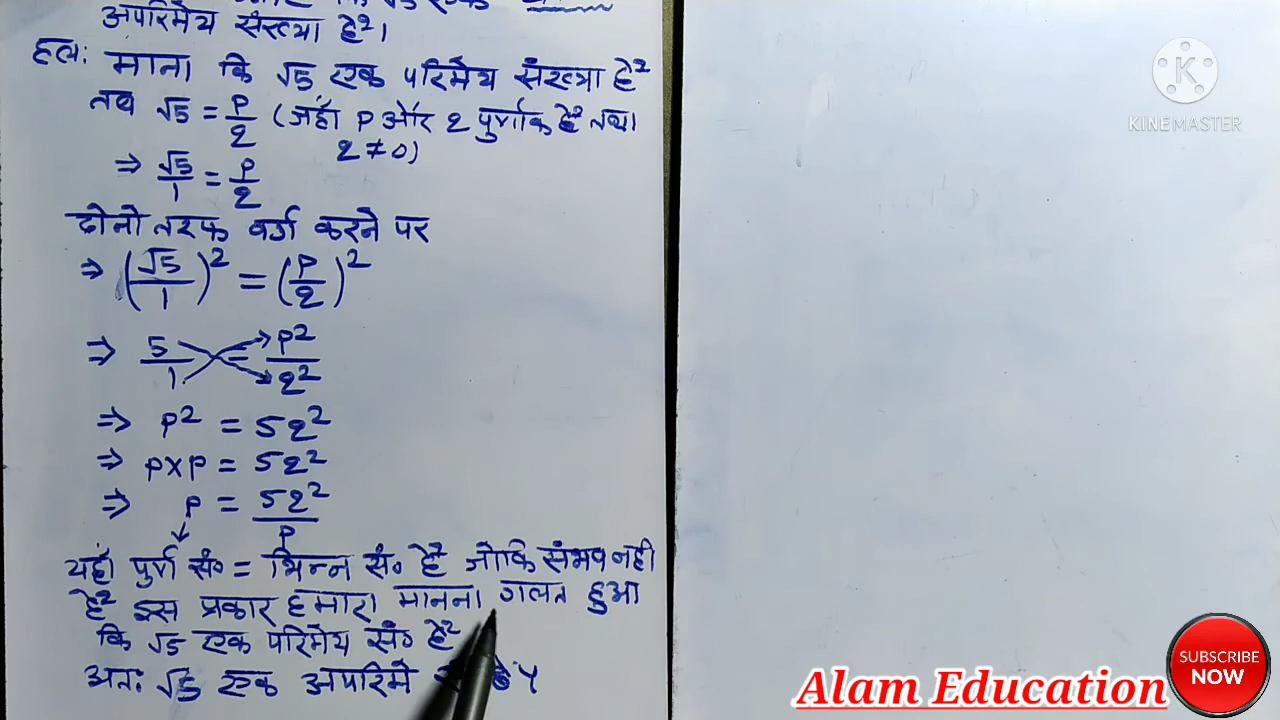 अपरिमेय संख्या है।
हल: माना कि √5 एक परिमेय संख्या है
तब √5 = P/q (जहाँ P और q पुर्णांक है तथा
q ≠ 0)
⇒ √5/1 = P/q
दोनो तरफ वर्ग करने पर
⇒ (√5/1)² = (P/q)²
⇒ 5/1 = P²/q²
⇒ P² = 5q²
⇒ P×P = 5q²
⇒ P = 5q²/P
यहाँ पुर्ण सं० = भिन्न सं० है जोकि संभव नही
है इस प्रकार हमारा मानना गलत हुआ
कि √5 एक परिमेय सं० है
अत: √5 एक अपरिमे
KINEMASTER
Alam Education
SUBSCRIBE
NOW